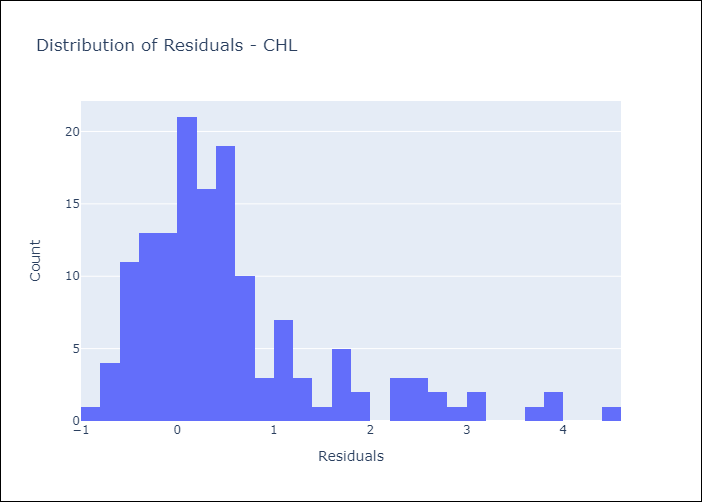 Distribution of Residuals - CHL
20
15
10
5
0
Count
−1 0 1 2 3 4
Residuals